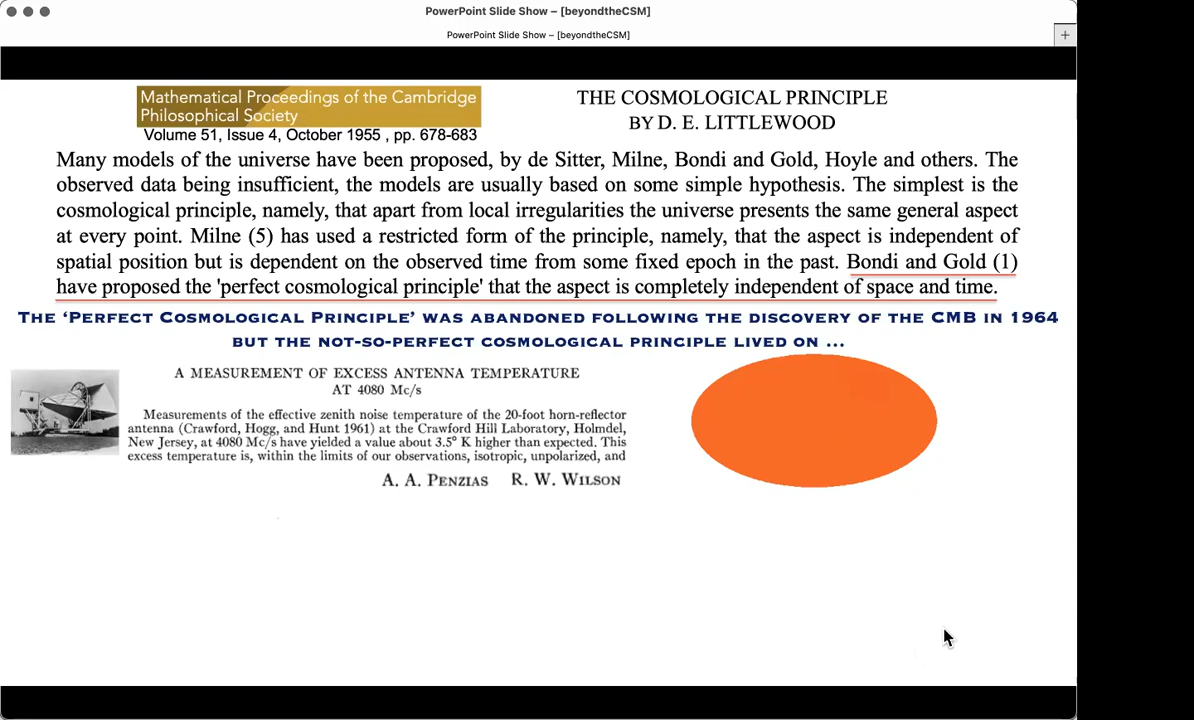 PowerPoint Slide Show – [beyondtheCSM]
PowerPoint Slide Show – [beyondtheCSM]
+
Mathematical Proceedings of the Cambridge
Philosophical Society
Volume 51, Issue 4, October 1955 , pp. 678-683
THE COSMOLOGICAL PRINCIPLE
BY D. E. LITTLEWOOD
Many models of the universe have been proposed, by de Sitter, Milne, Bondi and Gold, Hoyle and others. The
observed data being insufficient, the models are usually based on some simple hypothesis. The simplest is the
cosmological principle, namely, that apart from local irregularities the universe presents the same general aspect
at every point. Milne (5) has used a restricted form of the principle, namely, that the aspect is independent of
spatial position but is dependent on the observed time from some fixed epoch in the past. Bondi and Gold (1)
have proposed the 'perfect cosmological principle' that the aspect is completely independent of space and time.
THE ‘PERFECT COSMOLOGICAL PRINCIPLE’ WAS ABANDONED FOLLOWING THE DISCOVERY OF THE CMB IN 1964
BUT THE NOT-SO-PERFECT COSMOLOGICAL PRINCIPLE LIVED ON ...
A MEASUREMENT OF EXCESS ANTENNA TEMPERATURE
AT 4080 Mc/s
Measurements of the effective zenith noise temperature of the 20-foot horn-reflector
antenna (Crawford, Hogg, and Hunt 1961) at the Crawford Hill Laboratory, Holmdel,
New Jersey, at 4080 Mc/s have yielded a value about 3.5° K higher than expected. This
excess temperature is, within the limits of our observations, isotropic, unpolarized, and
A. A. PENZIAS R. W. WILSON